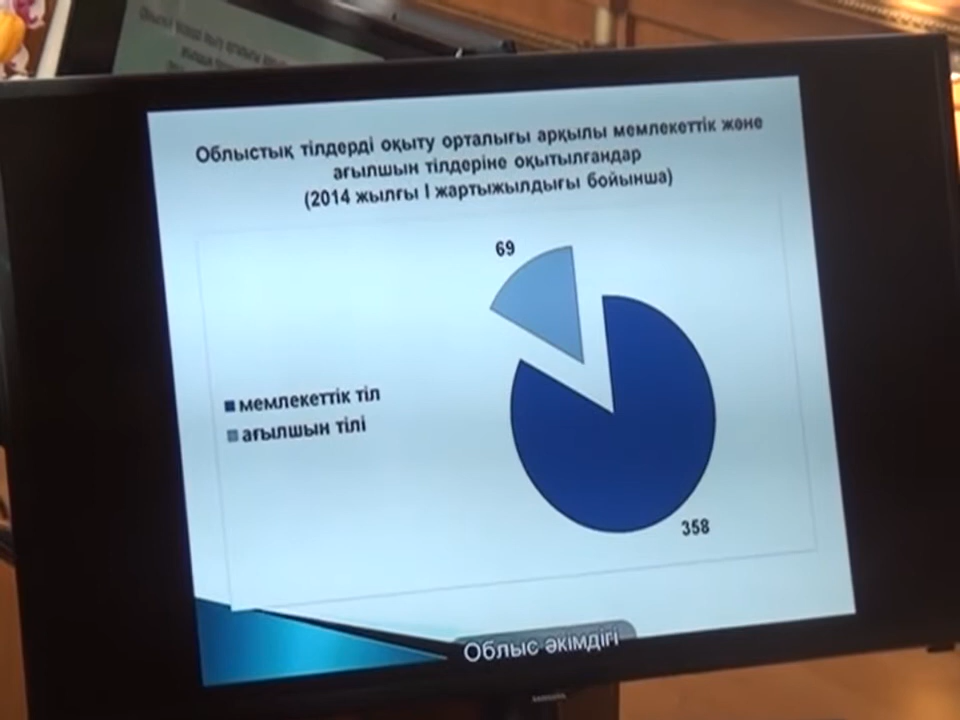 Облыстық тілдерді оқыту орталығы арқылы мемлекеттік және
ағылшын тілдеріне оқытылғандар
(2014 жылғы I жартыжылдығы бойынша)
69
мемлекеттік тіл
ағылшын тілі
358
Облыс әкімдігі
SAMSUNG